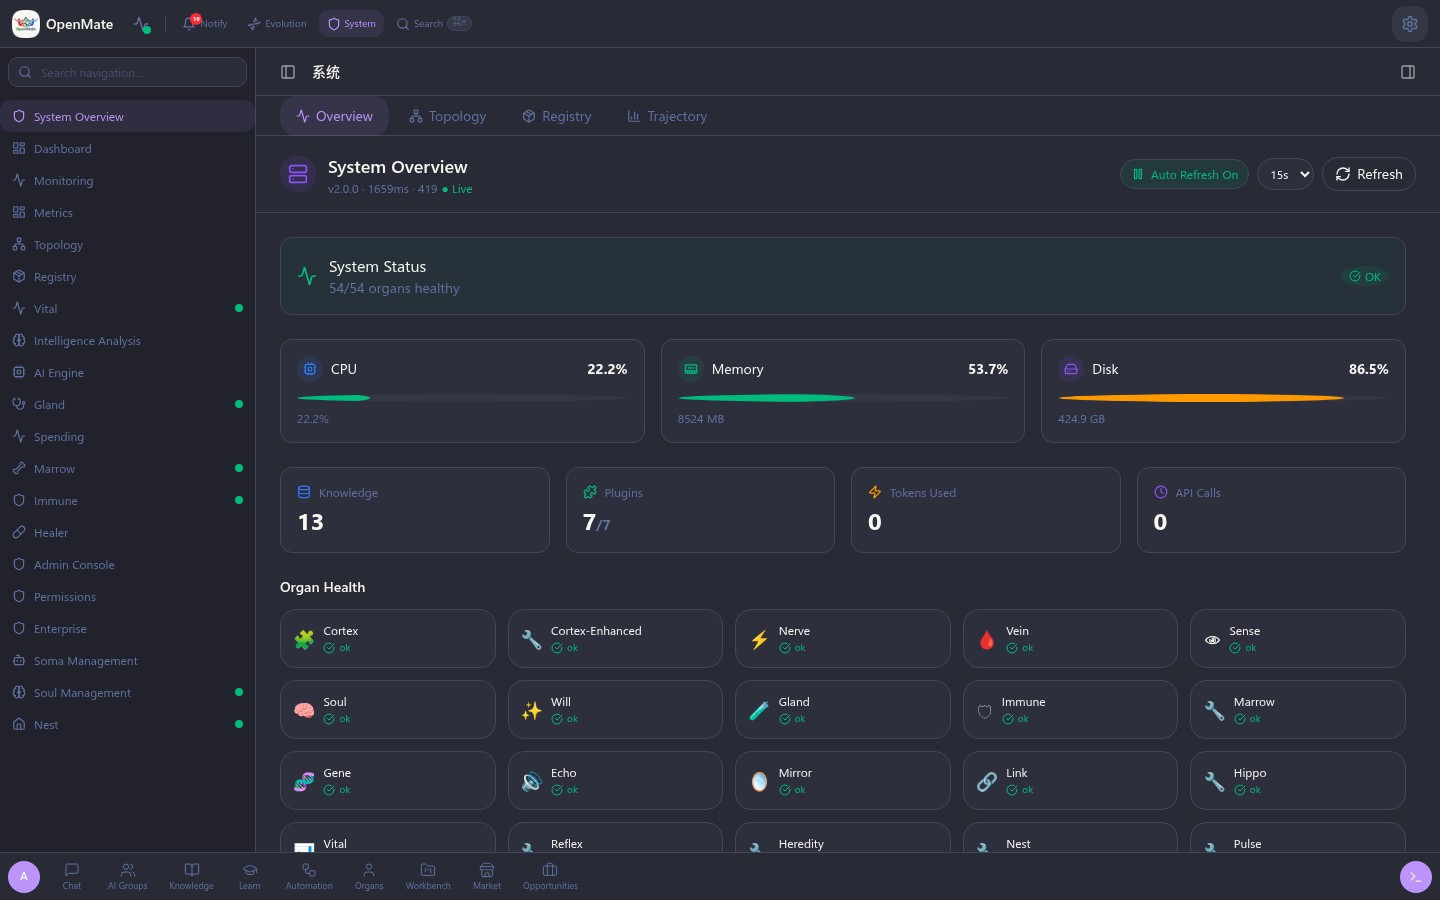 OpenMate
19
Notify
Evolution
System
Search
⌘K
Search navigation...
System Overview
Dashboard
Monitoring
Metrics
Topology
Registry
Vital
Intelligence Analysis
AI Engine
Gland
Spending
Marrow
Immune
Healer
Admin Console
Permissions
Enterprise
Soma Management
Soul Management
Nest
系统
Overview
Topology
Registry
Trajectory
System Overview
v2.0.0 · 1659ms · 419 ● Live
Auto Refresh On
15s
Refresh
System Status
54/54 organs healthy
OK
CPU
22.2%
22.2%
Memory
53.7%
8524 MB
Disk
86.5%
424.9 GB
Knowledge
13
Plugins
7/7
Tokens Used
0
API Calls
0
Organ Health
Cortex
ok
Cortex-Enhanced
ok
Nerve
ok
Vein
ok
Sense
ok
Soul
ok
Will
ok
Gland
ok
Immune
ok
Marrow
ok
Gene
ok
Echo
ok
Mirror
ok
Link
ok
Hippo
ok
Vital
Reflex
Heredity
Nest
Pulse
A
Chat
AI Groups
Knowledge
Learn
Automation
Organs
Workbench
Market
Opportunities